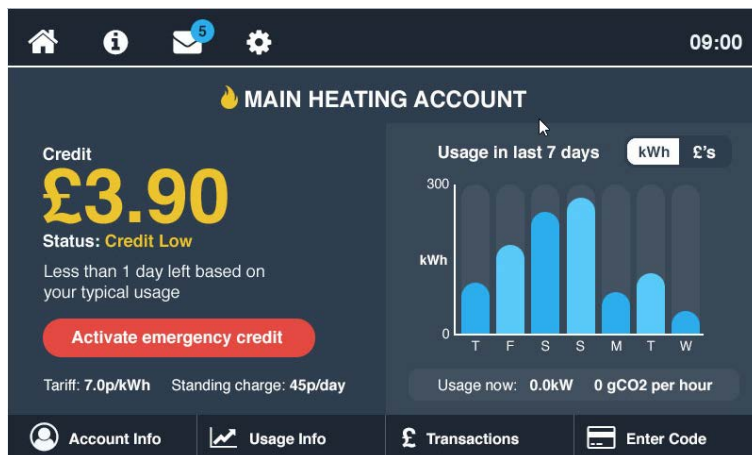 5
09:00
MAIN HEATING ACCOUNT
Credit
£3.90
Status: Credit Low
Less than 1 day left based on
your typical usage
Activate emergency credit
Tariff: 7.0p/kWh Standing charge: 45p/day
Usage in last 7 days kWh £'s
300
kWh
0
T F S S M T W
Usage now: 0.0kW 0 gCO2 per hour
Account Info Usage Info £ Transactions Enter Code